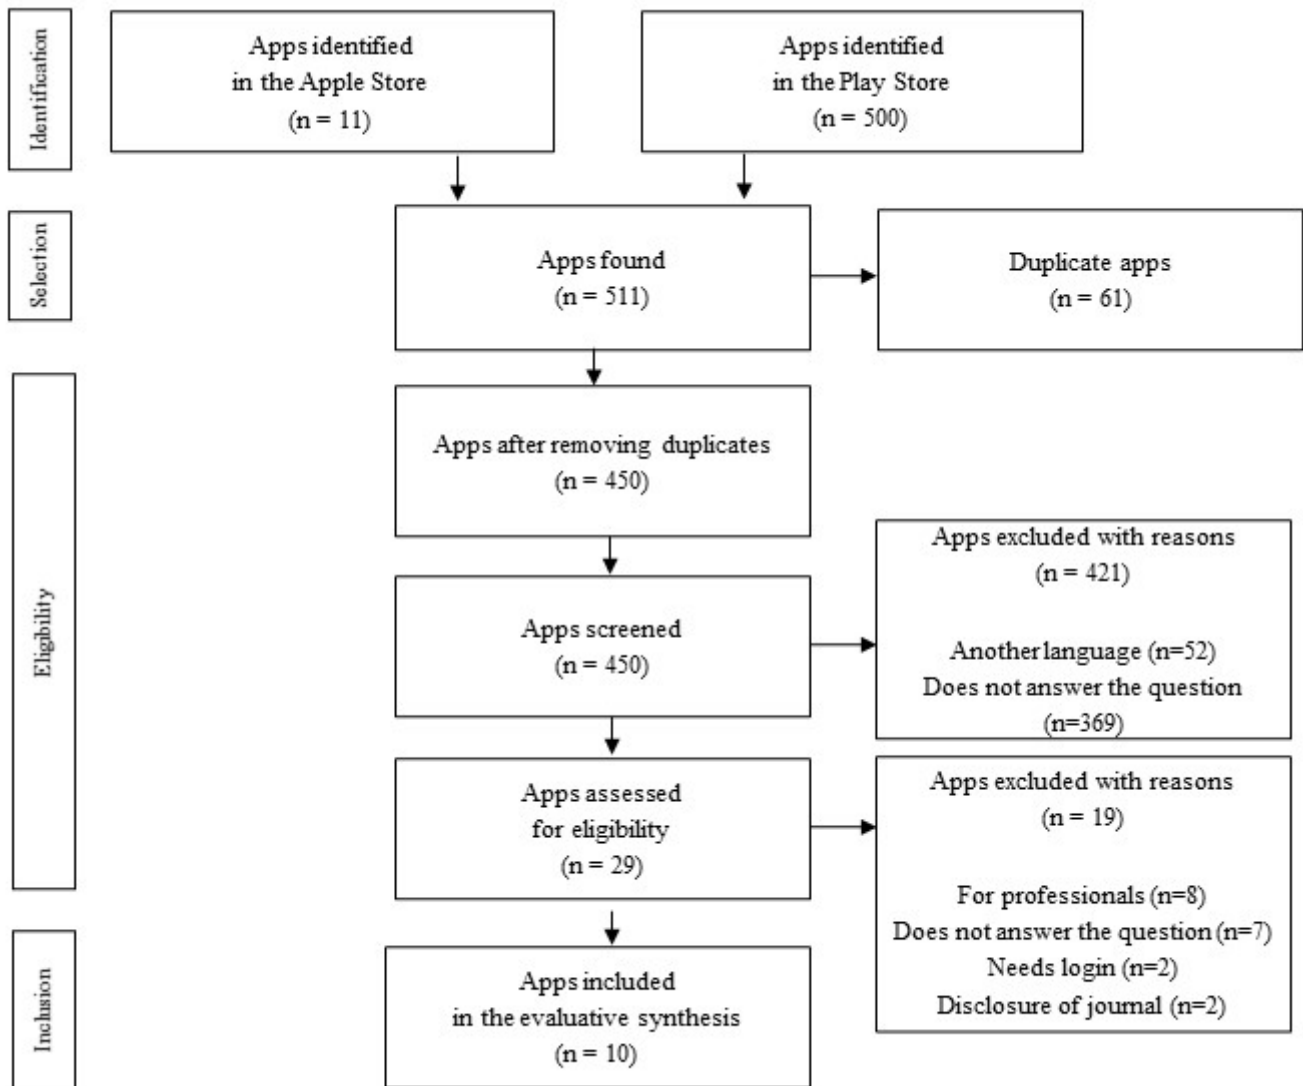 Identification
Apps identified
in the Apple Store
(n = 11)
Apps identified
in the Play Store
(n = 500)
Selection
Apps found
(n = 511)
Duplicate apps
(n = 61)
Eligibility
Apps after removing duplicates
(n = 450)
Apps screened
(n = 450)
Apps excluded with reasons
(n = 421)
Another language (n=52)
Does not answer the question
(n=369)
Apps assessed
for eligibility
(n = 29)
Apps excluded with reasons
(n = 19)
For professionals (n=8)
Does not answer the question (n=7)
Needs login (n=2)
Disclosure of journal (n=2)
Inclusion
Apps included
in the evaluative synthesis
(n = 10)